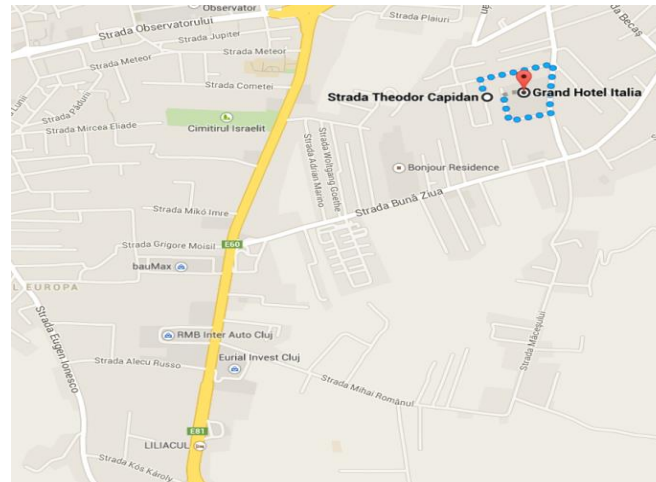 Observator
Strada Observatorului
Strada Plaiuri
Strada Becaș
Strada Jupiter
Strada Meteor
Strada Meteor
Strada Cometei
Strada Theodor Capidan
Grand Hotel Italia
Lunii
Strada Pădurii
Strada Mircea Eliade
Cimitirul Israelit
Strada Adrian Marino
Strada Wolfgang Goethe
Bonjour Residence
Strada Bună Ziua
Strada Mikó Imre
Strada Grigore Moisil
E60
bauMax
L EUROPA
Strada Eugen Ionesco
RMB Inter Auto Cluj
Strada Măceșului
Eurial Invest Cluj
Strada Alecu Russo
Strada Mihai Românul
E81
LILIACUL
Strada Kós Károly